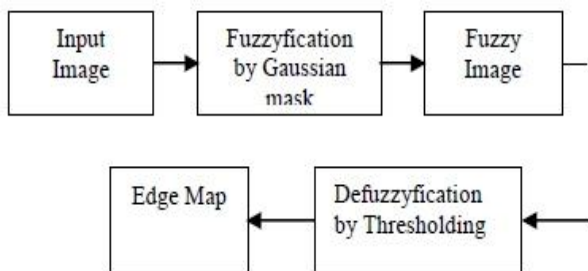 Input
Image
Fuzzyfication
by Gaussian
mask
Fuzzy
Image
Edge Map
Defuzzyfication
by Thresholding